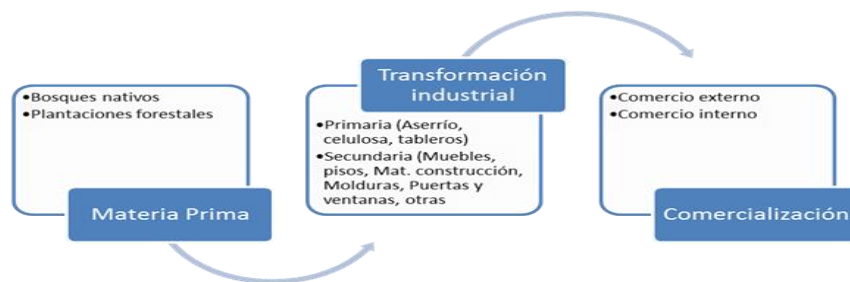 •Bosques nativos
•Plantaciones forestales
Materia Prima
Transformación
industrial
•Primaria (Aserrío,
celulosa, tableros)
•Secundaria (Muebles,
pisos, Mat. construcción,
Molduras, Puertas y
ventanas, otras
•Comercio externo
•Comercio interno
Comercialización